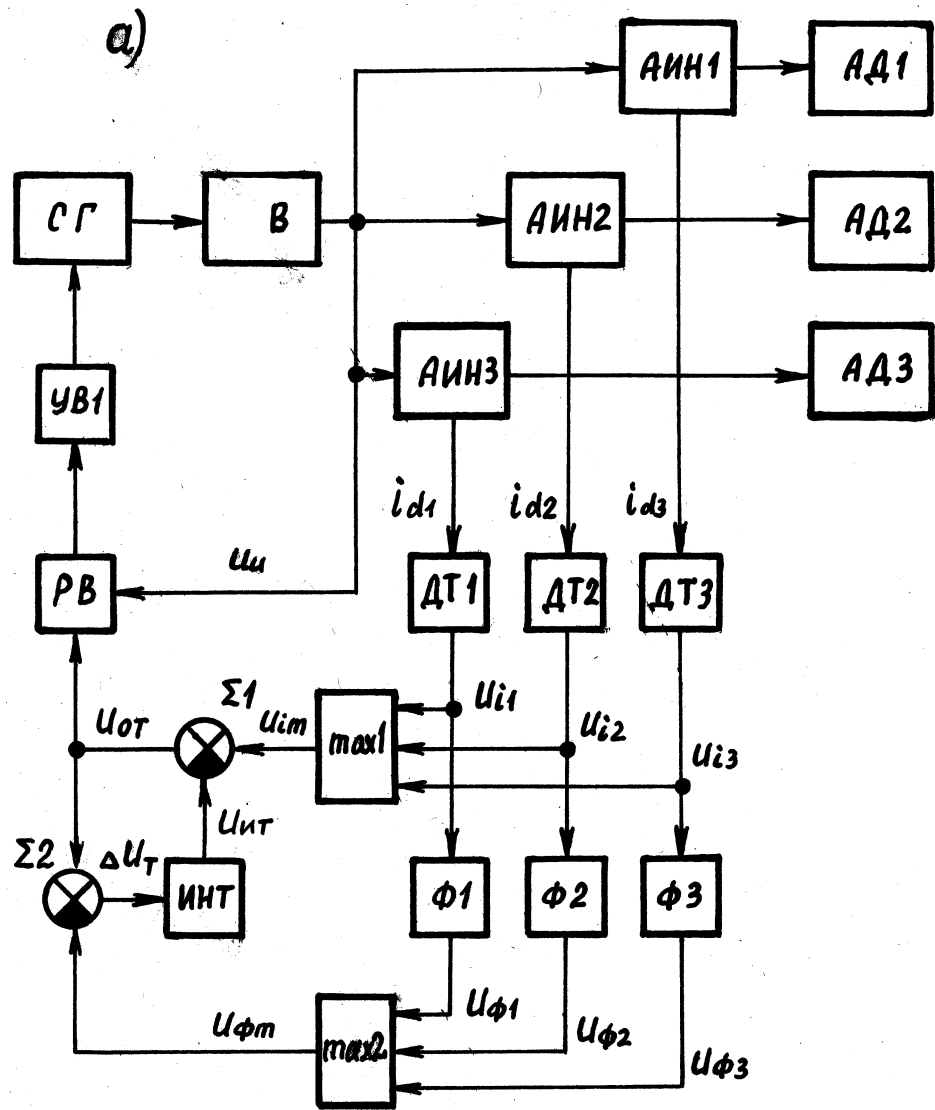 а)
АИН1 АД1
СГ В АИН2 АД2
АИН3 АД3
УВ1
id1 id2 id3
uи
РВ ДТ1 ДТ2 ДТ3
Σ1
uот uim max1 ui1 ui2 ui3
uит
Σ2 ΔuТ ИНТ Ф1 Ф2 Ф3
uфm max2 uф1 uф2 uф3